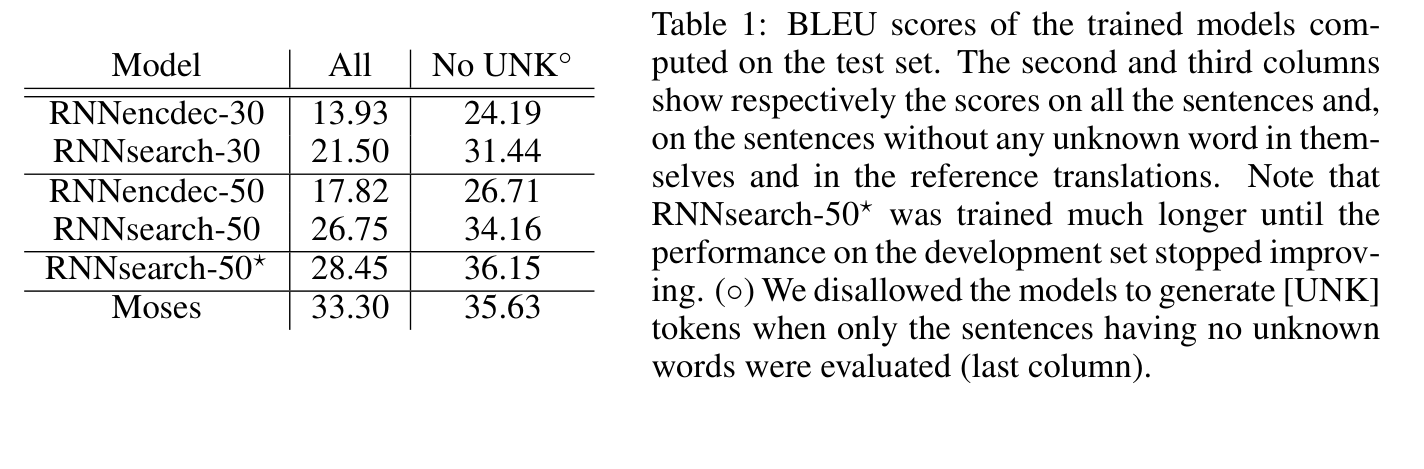 Model All No UNK°
RNNencdec-30 13.93 24.19
RNNsearch-30 21.50 31.44
RNNencdec-50 17.82 26.71
RNNsearch-50 26.75 34.16
RNNsearch-50⋆ 28.45 36.15
Moses 33.30 35.63
Table 1: BLEU scores of the trained models com-
puted on the test set. The second and third columns
show respectively the scores on all the sentences and,
on the sentences without any unknown word in them-
selves and in the reference translations. Note that
RNNsearch-50⋆ was trained much longer until the
performance on the development set stopped improv-
ing. (○) We disallowed the models to generate [UNK]
tokens when only the sentences having no unknown
words were evaluated (last column).